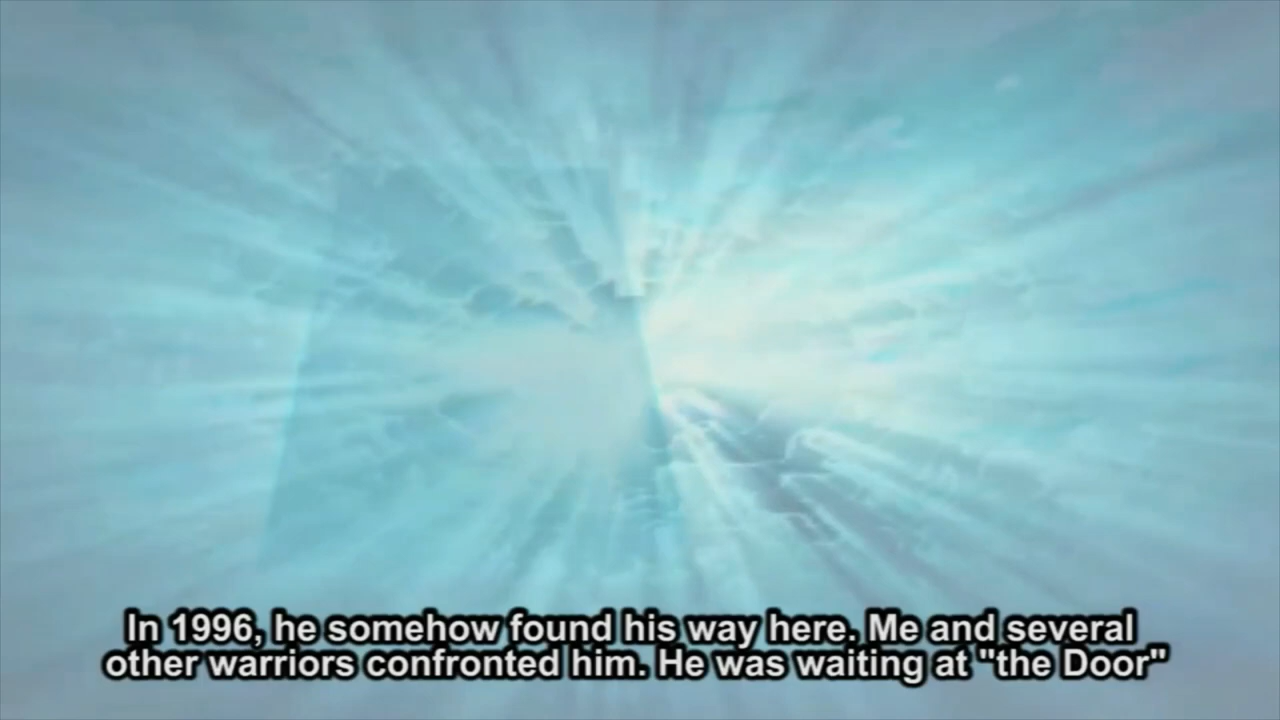 In 1996, he somehow found his way here. Me and several
other warriors confronted him. He was waiting at "the Door"